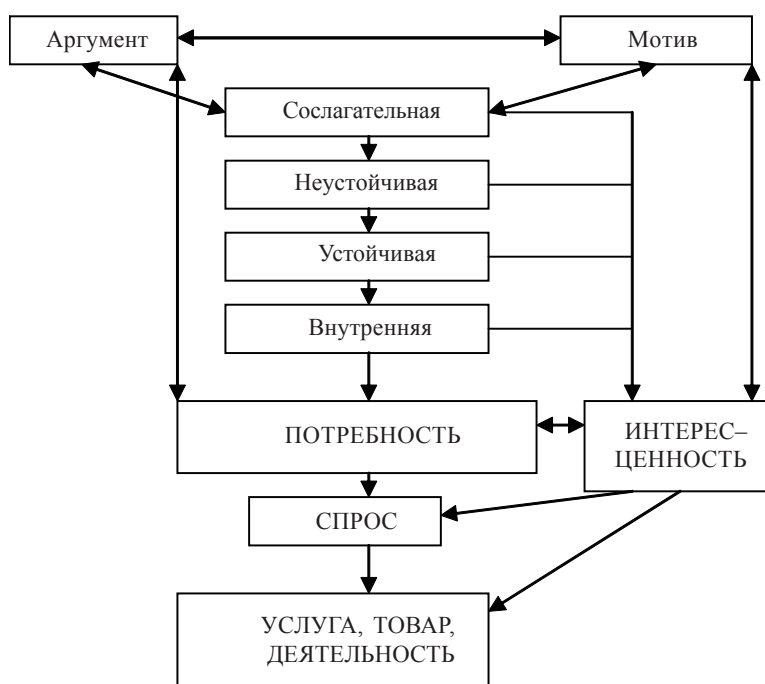 Аргумент
Мотив
Сослагательная
Неустойчивая
Устойчивая
Внутренняя
ПОТРЕБНОСТЬ
ИНТЕРЕС–
ЦЕННОСТЬ
СПРОС
УСЛУГА, ТОВАР,
ДЕЯТЕЛЬНОСТЬ